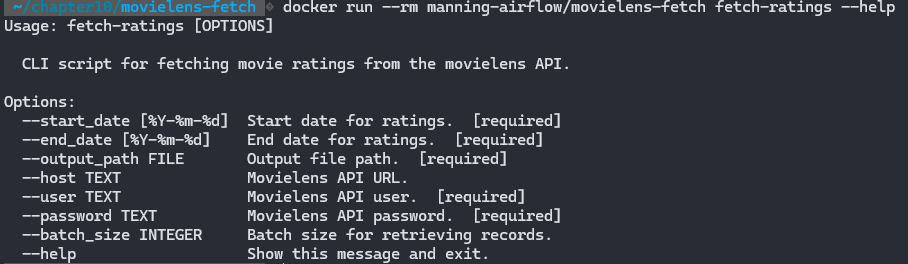 ~/chapter10/movielens-fetch docker run --rm manning-airflow/movielens-fetch fetch-ratings --help
Usage: fetch-ratings [OPTIONS]
CLI script for fetching movie ratings from the movielens API.
Options:
--start_date [%Y-%m-%d]  Start date for ratings.  [required]
--end_date [%Y-%m-%d]    End date for ratings.  [required]
--output_path FILE       Output file path.  [required]
--host TEXT              Movielens API URL.
--user TEXT              Movielens API user.  [required]
--password TEXT          Movielens API password.  [required]
--batch_size INTEGER     Batch size for retrieving records.
--help                   Show this message and exit.